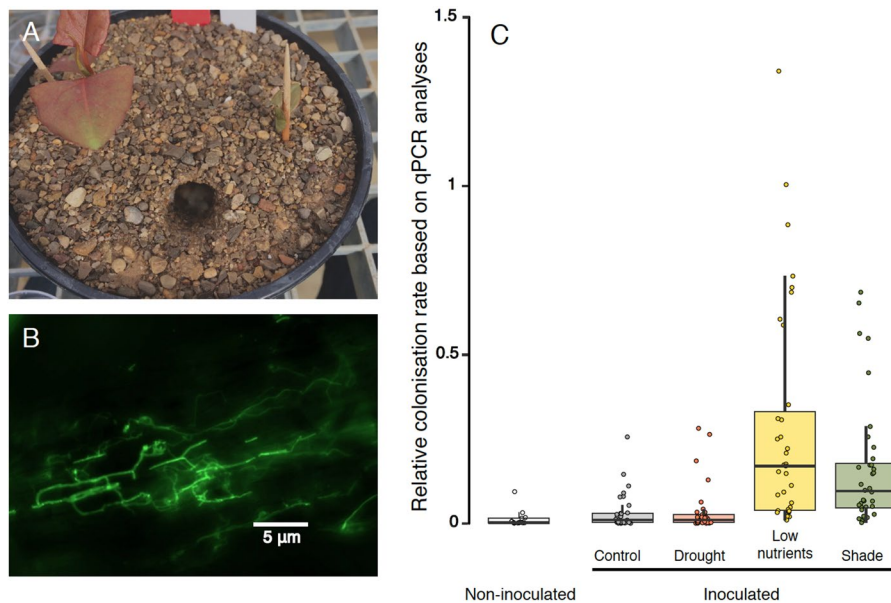 A
B
5 µm
C
Relative colonisation rate based on qPCR analyses
1.5
1
0.5
0
Control
Drought
Low
nutrients
Shade
Non-inoculated
Inoculated